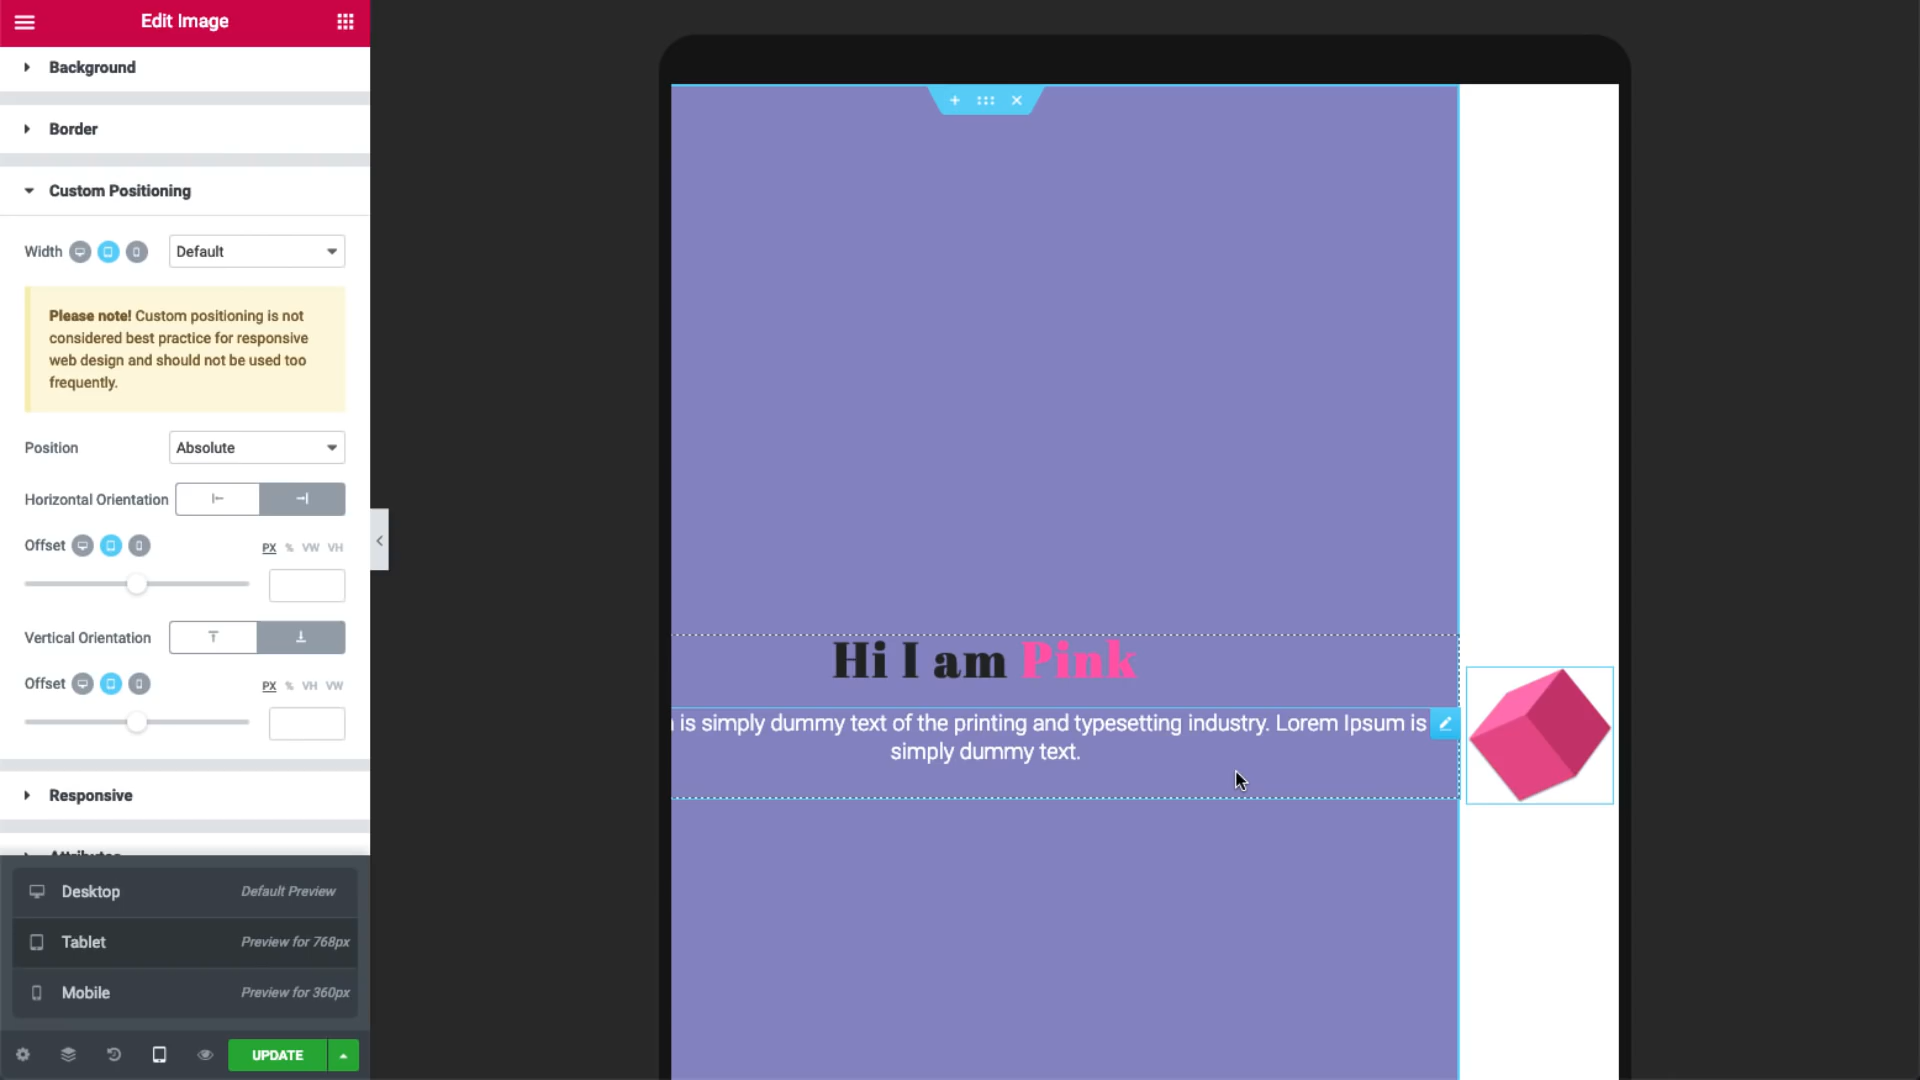 Edit Image
Background
Border
Custom Positioning
Width
Default
Please note! Custom positioning is not
considered best practice for responsive
web design and should not be used too
frequently.
Position
Absolute
Horizontal Orientation
Offset
PX % VW VH
Vertical Orientation
Offset
PX % VH VW
Responsive
Attributes
Desktop Default Preview
Tablet Preview for 768px
Mobile Preview for 360px
UPDATE
Hi I am Pink
is simply dummy text of the printing and typesetting industry. Lorem Ipsum is
simply dummy text.